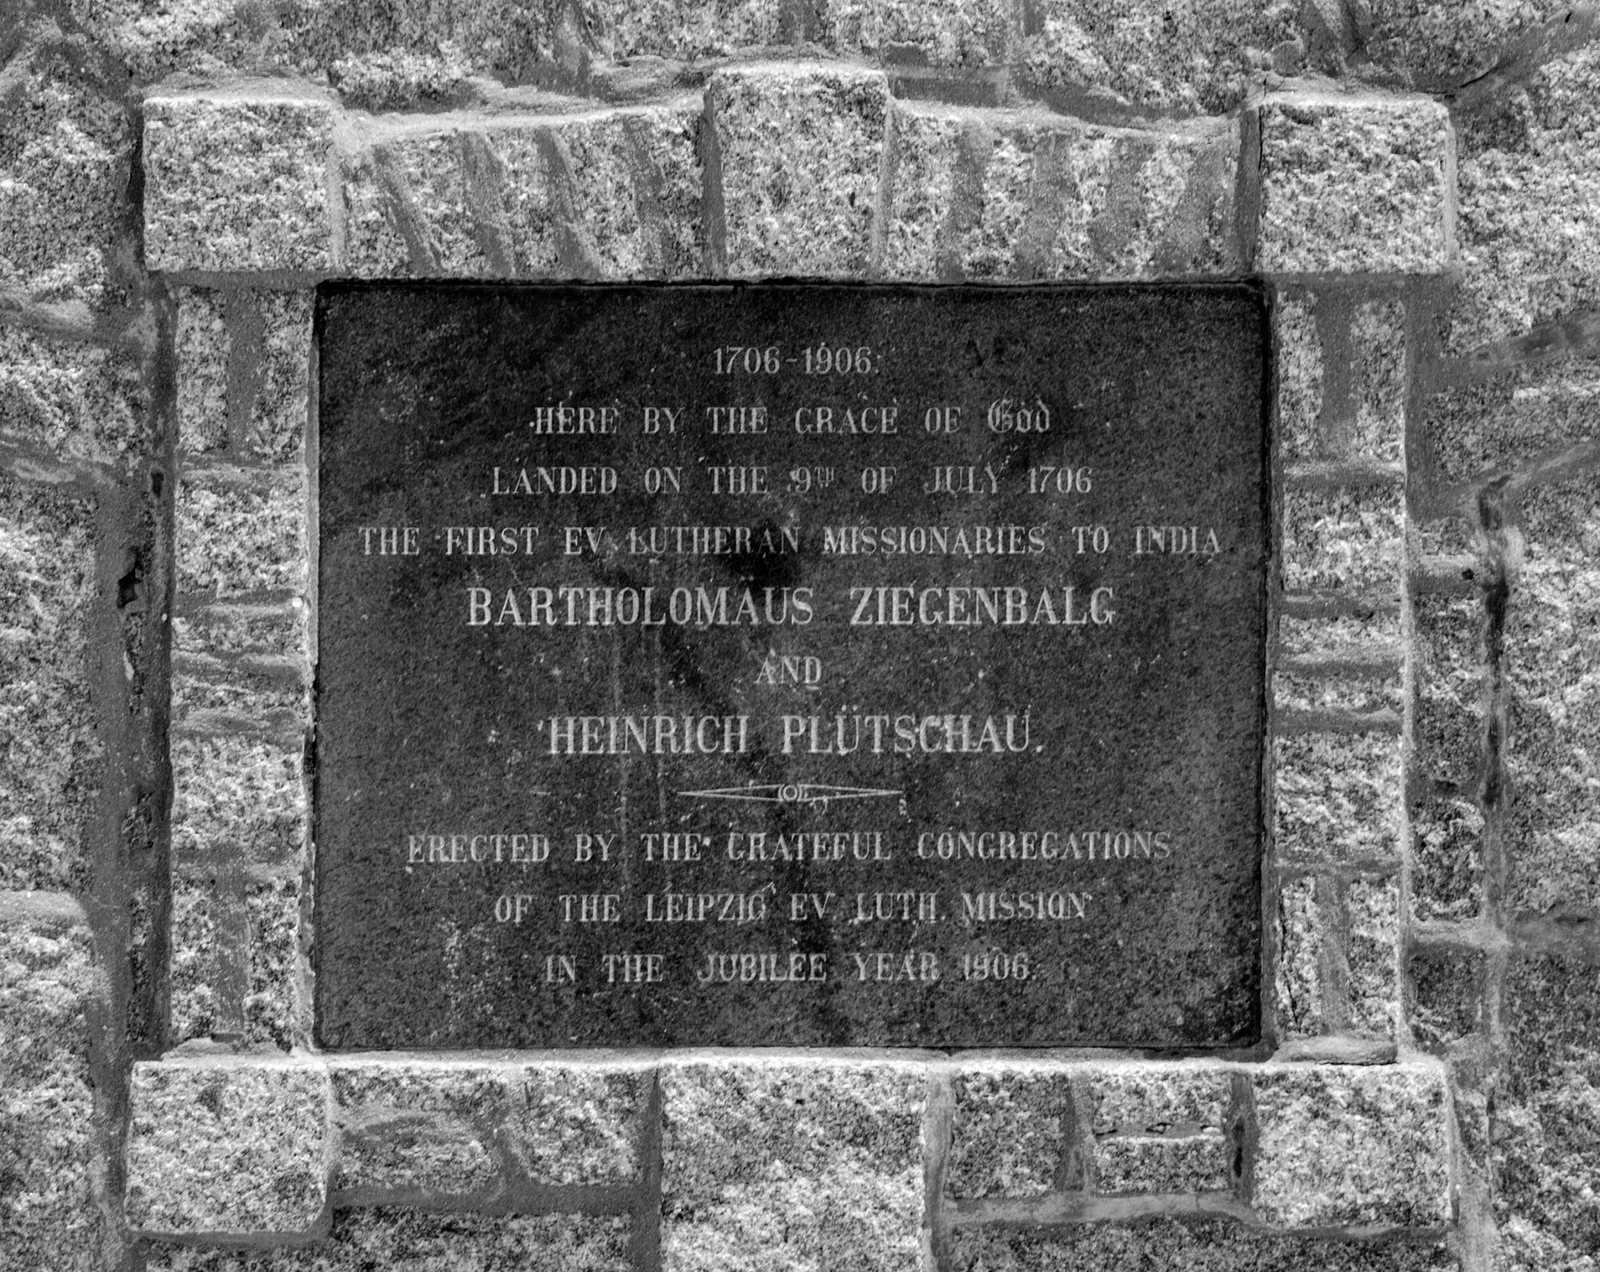 1706-1906.
HERE BY THE GRACE OF God
LANDED ON THE 9TH OF JULY 1706
THE FIRST EV. LUTHERAN MISSIONARIES TO INDIA
BARTHOLOMAUS ZIEGENBALG
AND
HEINRICH PLÜTSCHAU.
ERECTED BY THE GRATEFUL CONGREGATIONS
OF THE LEIPZIG EV. LUTH. MISSION
IN THE JUBILEE YEAR 1906.